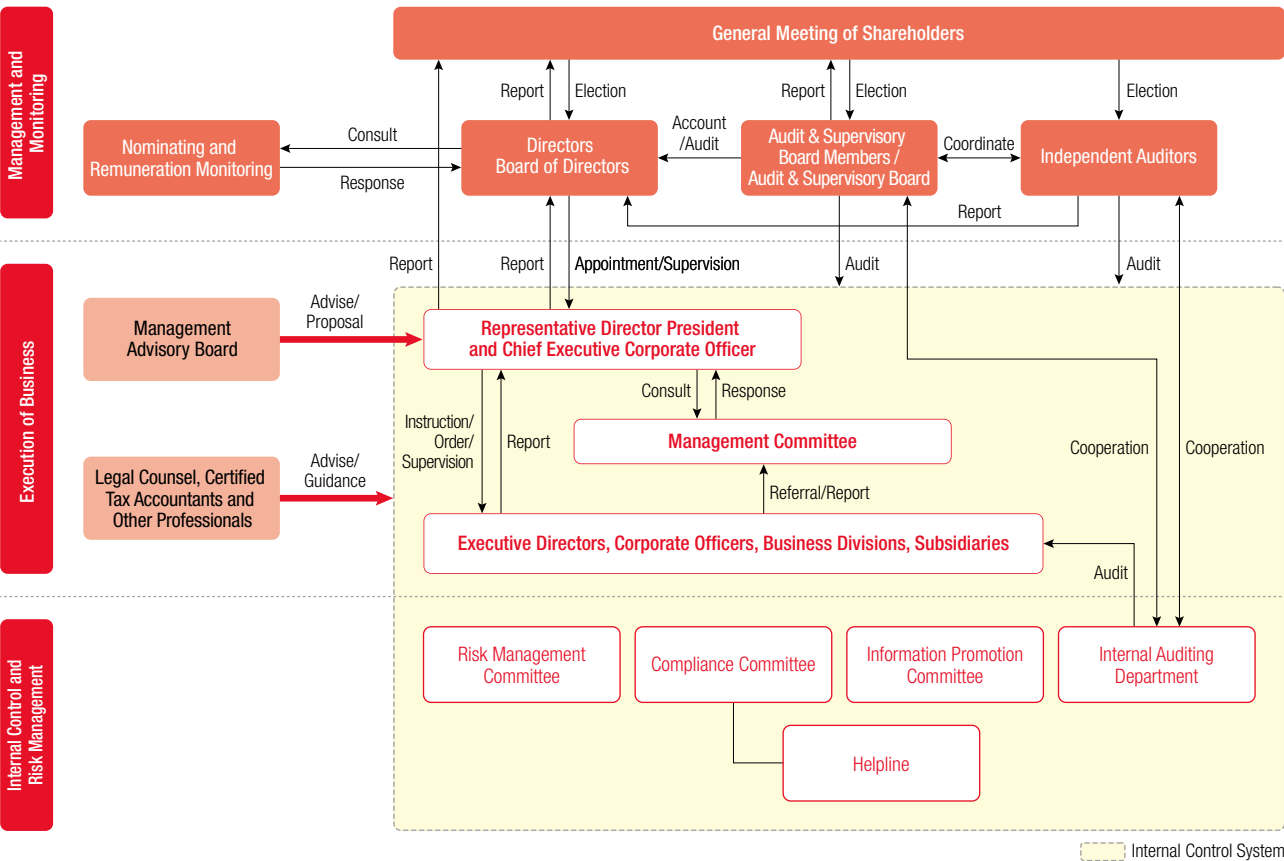 Management and
Monitoring
General Meeting of Shareholders
Report
Election
Report
Election
Election
Nominating and
Remuneration Monitoring
Consult
Response
Directors
Board of Directors
Account
/Audit
Audit & Supervisory
Board Members /
Audit & Supervisory Board
Coordinate
Independent Auditors
Report
Execution of Business
Report
Report
Appointment/Supervision
Audit
Audit
Management
Advisory Board
Advise/
Proposal
Representative Director President
and Chief Executive Corporate Officer
Consult
Response
Instruction/
Order/
Supervision
Report
Management Committee
Cooperation
Cooperation
Legal Counsel, Certified
Tax Accountants and
Other Professionals
Advise/
Guidance
Referral/Report
Executive Directors, Corporate Officers, Business Divisions, Subsidiaries
Audit
Internal Control and
Risk Management
Risk Management
Committee
Compliance Committee
Information Promotion
Committee
Internal Auditing
Department
Helpline
Internal Control System